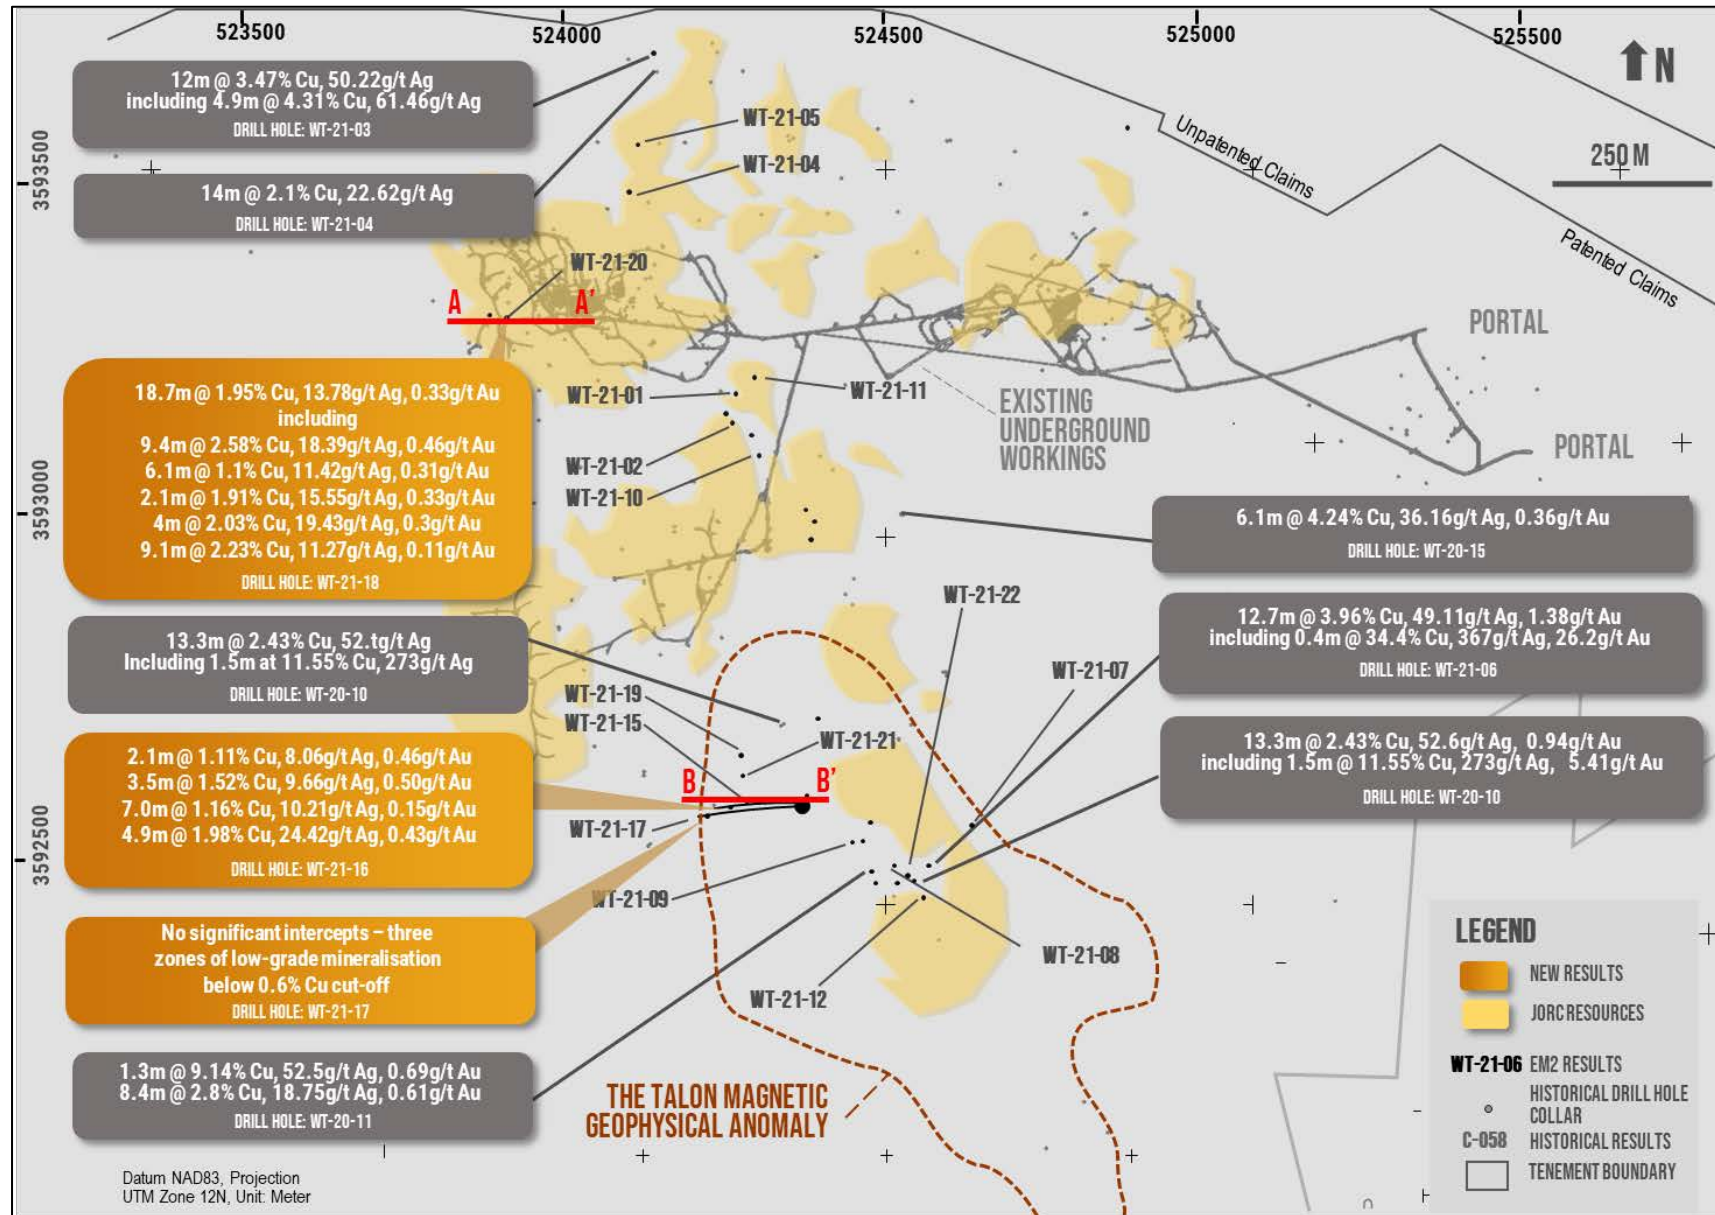 523500
524000
524500
525000
525500
N
12m @ 3.47% Cu, 50.22g/t Ag
including 4.9m @ 4.31% Cu, 61.46g/t Ag
DRILL HOLE: WT-21-03
WT-21-05
WT-21-04
Unpatented Claims
250 M
3593500
14m @ 2.1% Cu, 22.62g/t Ag
DRILL HOLE: WT-21-04
Patented Claims
WT-21-20
A
A'
PORTAL
18.7m @ 1.95% Cu, 13.78g/t Ag, 0.33g/t Au
including
9.4m @ 2.58% Cu, 18.39g/t Ag, 0.46g/t Au
6.1m @ 1.1% Cu, 11.42g/t Ag, 0.31g/t Au
2.1m @ 1.91% Cu, 15.55g/t Ag, 0.33g/t Au
4m @ 2.03% Cu, 19.43g/t Ag, 0.3g/t Au
9.1m @ 2.23% Cu, 11.27g/t Ag, 0.11g/t Au
DRILL HOLE: WT-21-18
WT-21-01
WT-21-11
EXISTING
UNDERGROUND
WORKINGS
WT-21-02
WT-21-10
PORTAL
3593000
6.1m @ 4.24% Cu, 36.16g/t Ag, 0.36g/t Au
DRILL HOLE: WT-20-15
WT-21-22
12.7m @ 3.96% Cu, 49.11g/t Ag, 1.38g/t Au
including 0.4m @ 34.4% Cu, 367g/t Ag, 26.2g/t Au
DRILL HOLE: WT-21-06
13.3m @ 2.43% Cu, 52.tg/t Ag
Including 1.5m at 11.55% Cu, 273g/t Ag
DRILL HOLE: WT-20-10
WT-21-07
WT-21-19
WT-21-15
WT-21-21
13.3m @ 2.43% Cu, 52.6g/t Ag, 0.94g/t Au
including 1.5m @ 11.55% Cu, 273g/t Ag, 5.41g/t Au
DRILL HOLE: WT-20-10
2.1m @ 1.11% Cu, 8.06g/t Ag, 0.46g/t Au
3.5m @ 1.52% Cu, 9.66g/t Ag, 0.50g/t Au
7.0m @ 1.16% Cu, 10.21g/t Ag, 0.15g/t Au
4.9m @ 1.98% Cu, 24.42g/t Ag, 0.43g/t Au
DRILL HOLE: WT-21-16
B
B'
WT-21-17
3592500
WT-21-09
No significant intercepts – three
zones of low-grade mineralisation
below 0.6% Cu cut-off
DRILL HOLE: WT-21-17
WT-21-08
WT-21-12
1.3m @ 9.14% Cu, 52.5g/t Ag, 0.69g/t Au
8.4m @ 2.8% Cu, 18.75g/t Ag, 0.61g/t Au
DRILL HOLE: WT-20-11
THE TALON MAGNETIC
GEOPHYSICAL ANOMALY
LEGEND
NEW RESULTS
JORC RESOURCES
WT-21-06 EM2 RESULTS
HISTORICAL DRILL HOLE
COLLAR
C-058 HISTORICAL RESULTS
TENEMENT BOUNDARY
Datum NAD83, Projection
UTM Zone 12N, Unit: Meter